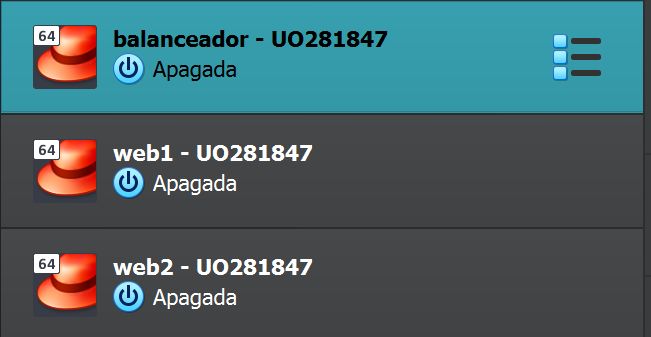 64
balanceador - UO281847
Apagada
64
web1 - UO281847
Apagada
64
web2 - UO281847
Apagada